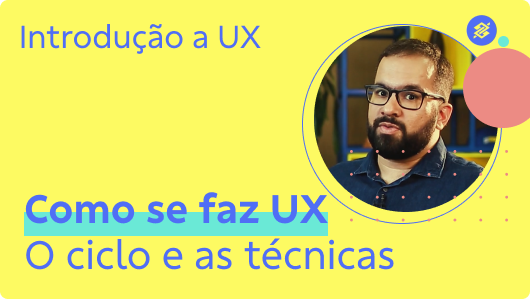 Introdução a UX
Como se faz UX
O ciclo e as técnicas